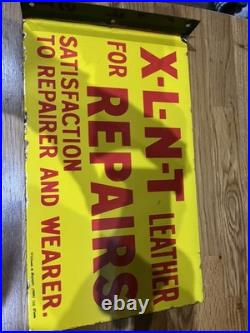 X-L-N-T LEATHER
FOR REPAIRS
SATISFACTION
TO REPAIRER AND WEARER.